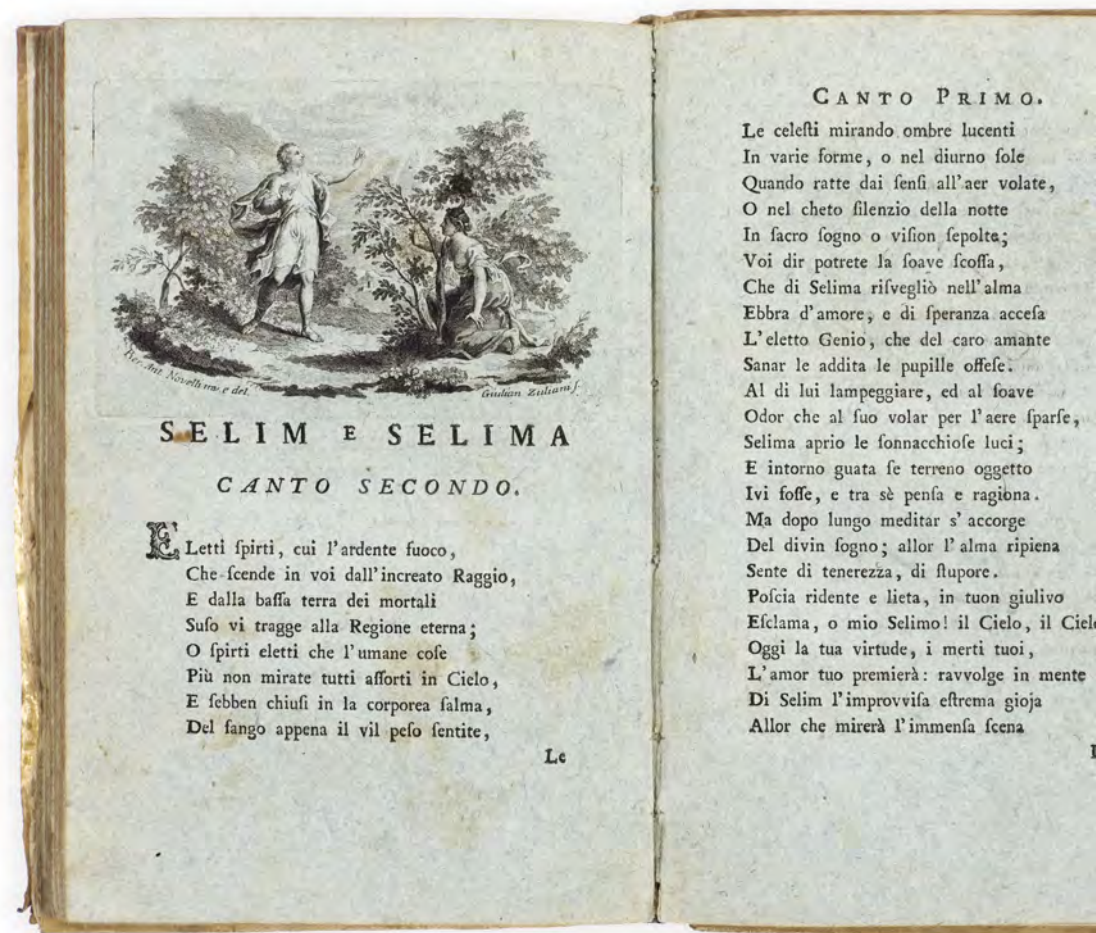 Pier. Ant. Novelli inv. e del.
Giulian Zuliani ſ.
SELIM E SELIMA
CANTO SECONDO.
ELetti ſpirti, cui l'ardente fuoco,
Che ſcende in voi dall'increato Raggio,
E dalla baſſa terra dei mortali
Suſo vi tragge alla Regione eterna;
O ſpirti eletti che l'umane coſe
Più non mirate tutti aſſorti in Cielo,
E ſebben chiuſi in la corporea ſalma,
Del fango appena il vil peſo ſentite,
Le
CANTO PRIMO.
Le celeſti mirando ombre lucenti
In varie forme, o nel diurno ſole
Quando ratte dai ſenſi all'aer volate,
O nel cheto ſilenzio della notte
In ſacro ſogno o viſion ſepolte;
Voi dir potrete la ſoave ſcoſſa,
Che di Selima riſvegliò nell'alma
Ebbra d'amore, e di ſperanza acceſa
L'eletto Genio, che del caro amante
Sanar le addita le pupille offeſe.
Al di lui lampeggiare, ed al ſoave
Odor che al ſuo volar per l'aere ſparſe,
Selima aprio le ſonnacchioſe luci;
E intorno guata ſe terreno oggetto
Ivi foſſe, e tra sè penſa e ragiona.
Ma dopo lungo meditar s'accorge
Del divin ſogno; allor l'alma ripiena
Sente di tenerezza, di ſtupore.
Poſcia ridente e lieta, in tuon giulivo
Eſclama, o mio Selimo! il Cielo, il Cielo
Oggi la tua virtude, i merti tuoi,
L'amor tuo premierà: ravvolge in mente
Di Selim l'improvviſa eſtrema gioja
Allor che mirerà l'immenſa ſcena